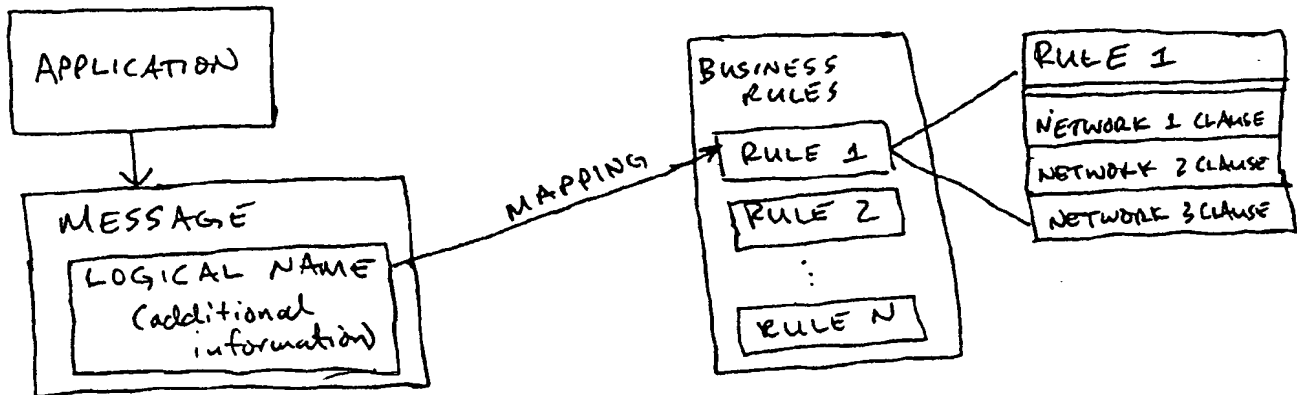 APPLICATION
MESSAGE
LOGICAL NAME
(additional
information)
MAPPING
BUSINESS
RULES
RULE 1
RULE 2
⋮
RULE N
RULE 1
NETWORK 1 CLAUSE
NETWORK 2 CLAUSE
NETWORK 3 CLAUSE